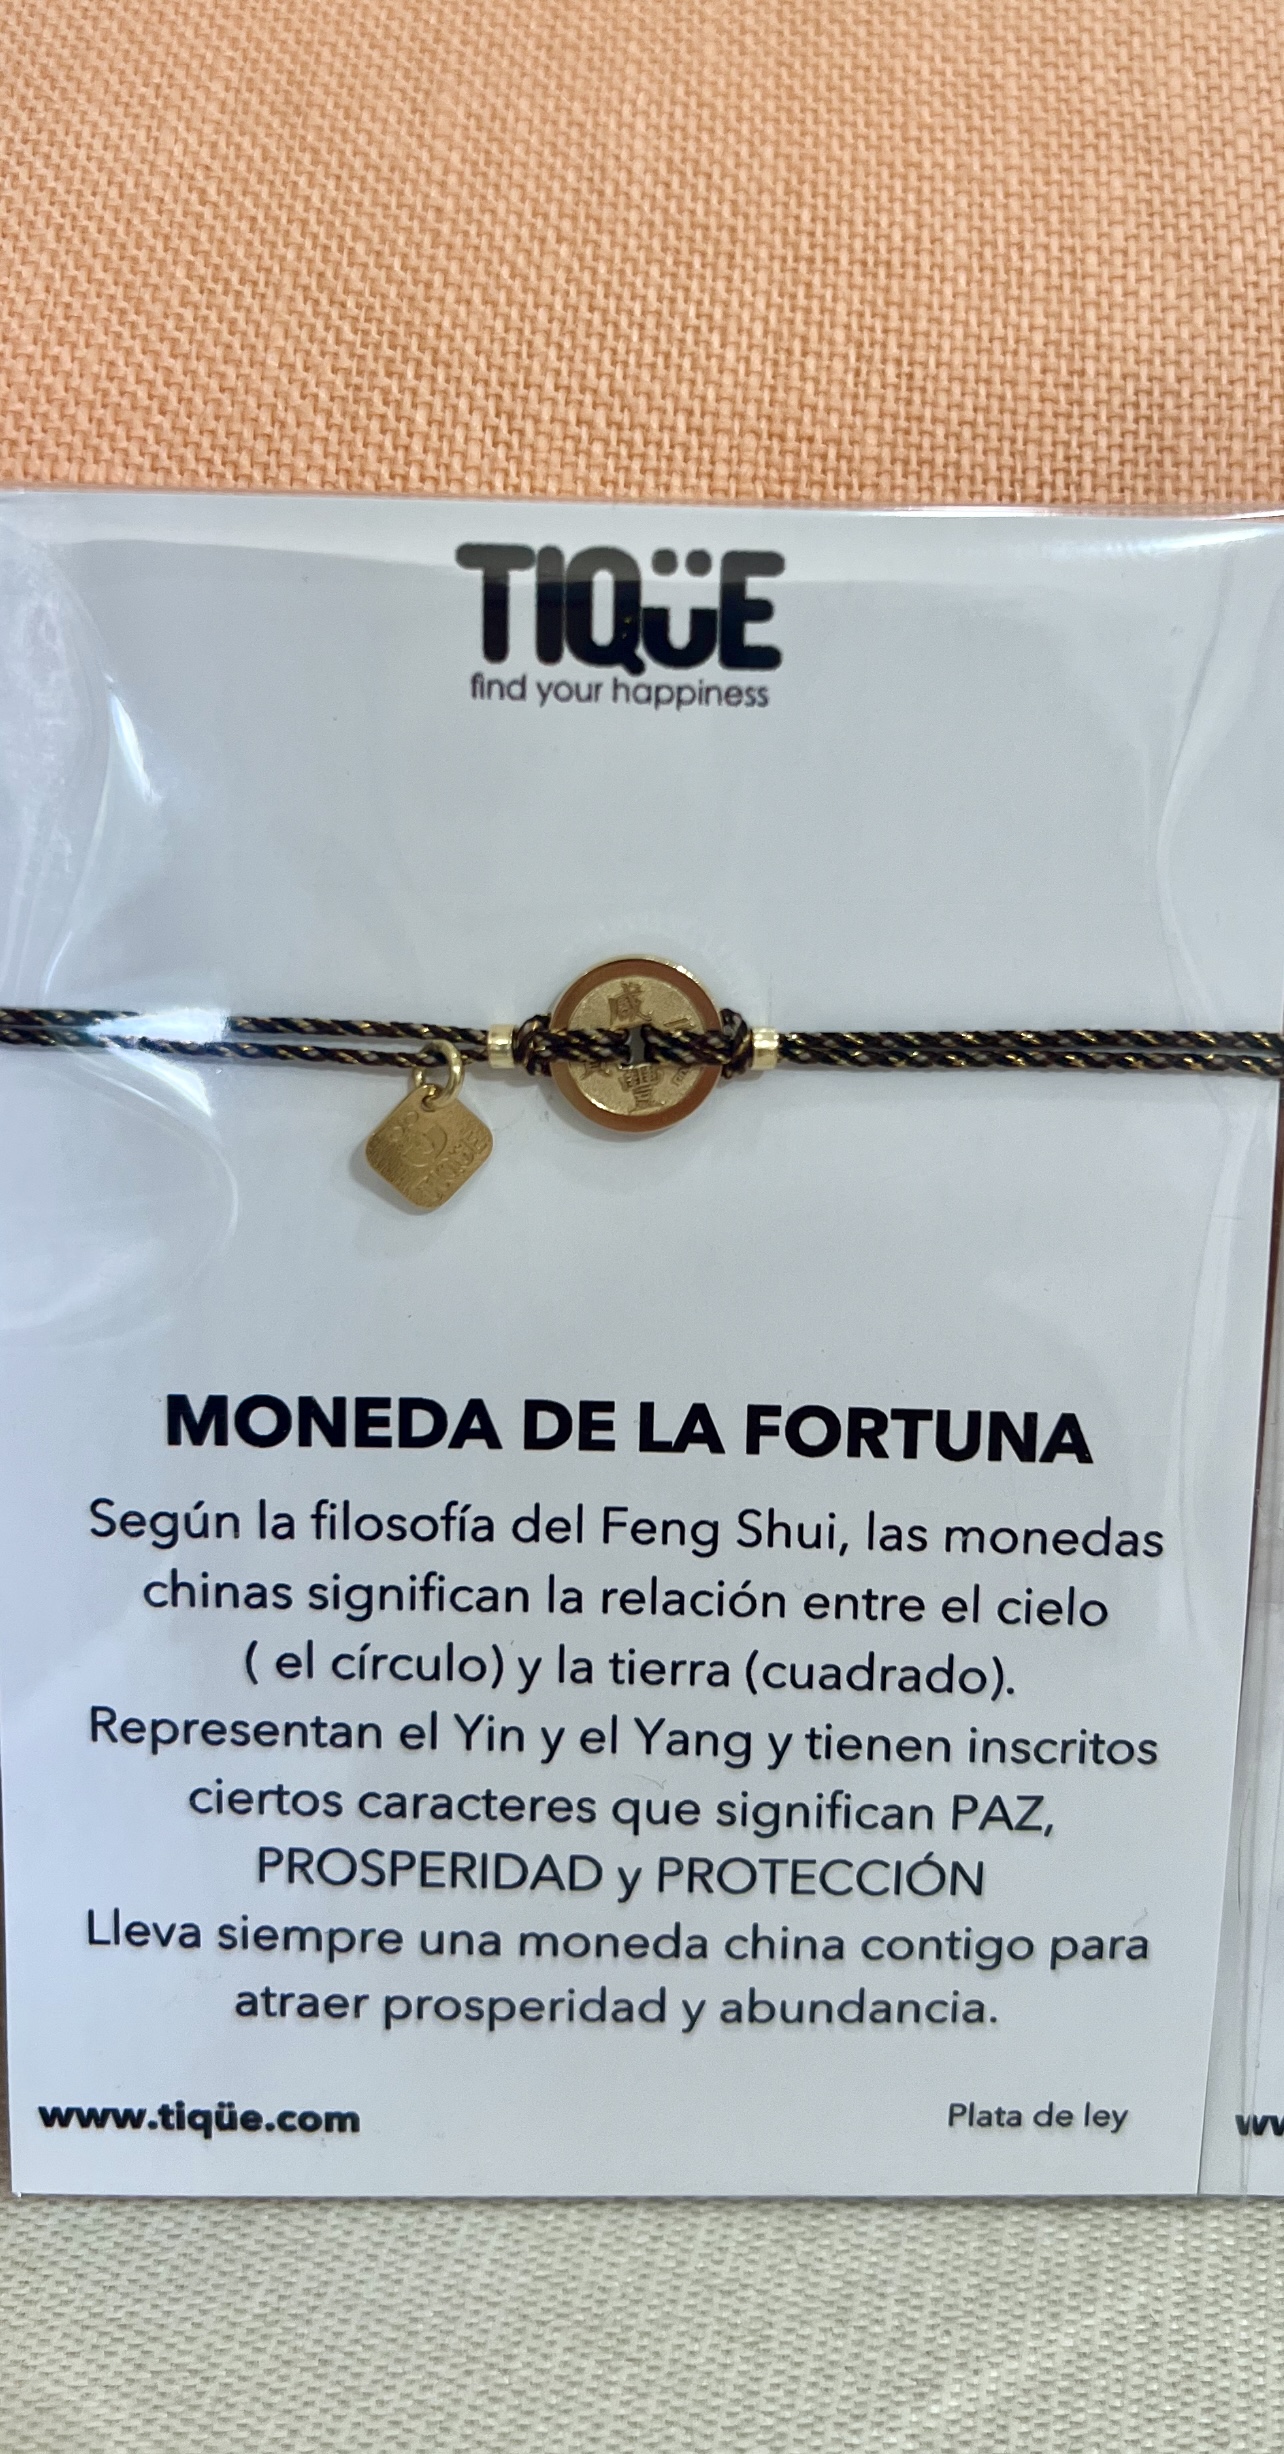 TIQÜE
find your happiness
MONEDA DE LA FORTUNA
Según la filosofía del Feng Shui, las monedas
chinas significan la relación entre el cielo
( el círculo) y la tierra (cuadrado).
Representan el Yin y el Yang y tienen inscritos
ciertos caracteres que significan PAZ,
PROSPERIDAD y PROTECCIÓN
Lleva siempre una moneda china contigo para
atraer prosperidad y abundancia.
www.tiqüe.com
Plata de ley